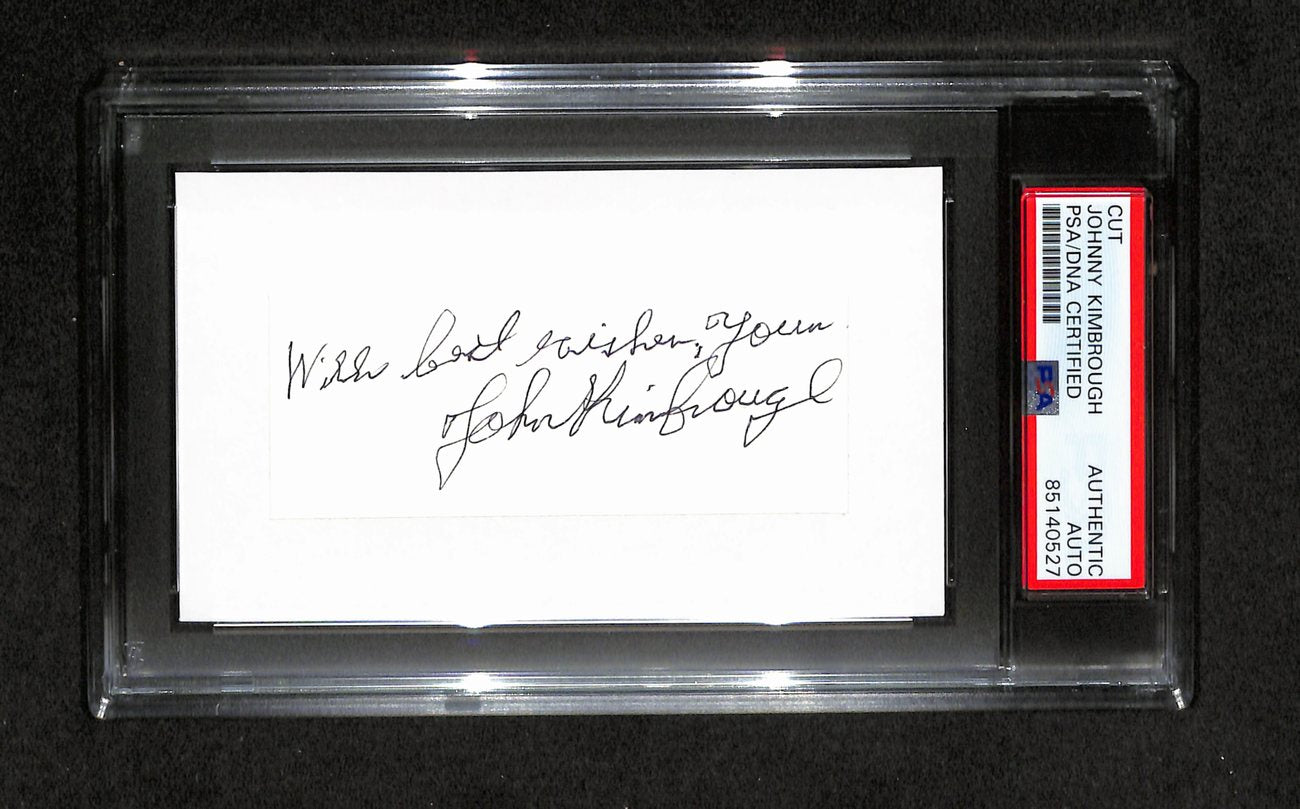 With best wishes, Yours
John Kimbrough
CUT
JOHNNY KIMBROUGH AUTHENTIC
PSA/DNA CERTIFIED AUTO
85140527
PSA